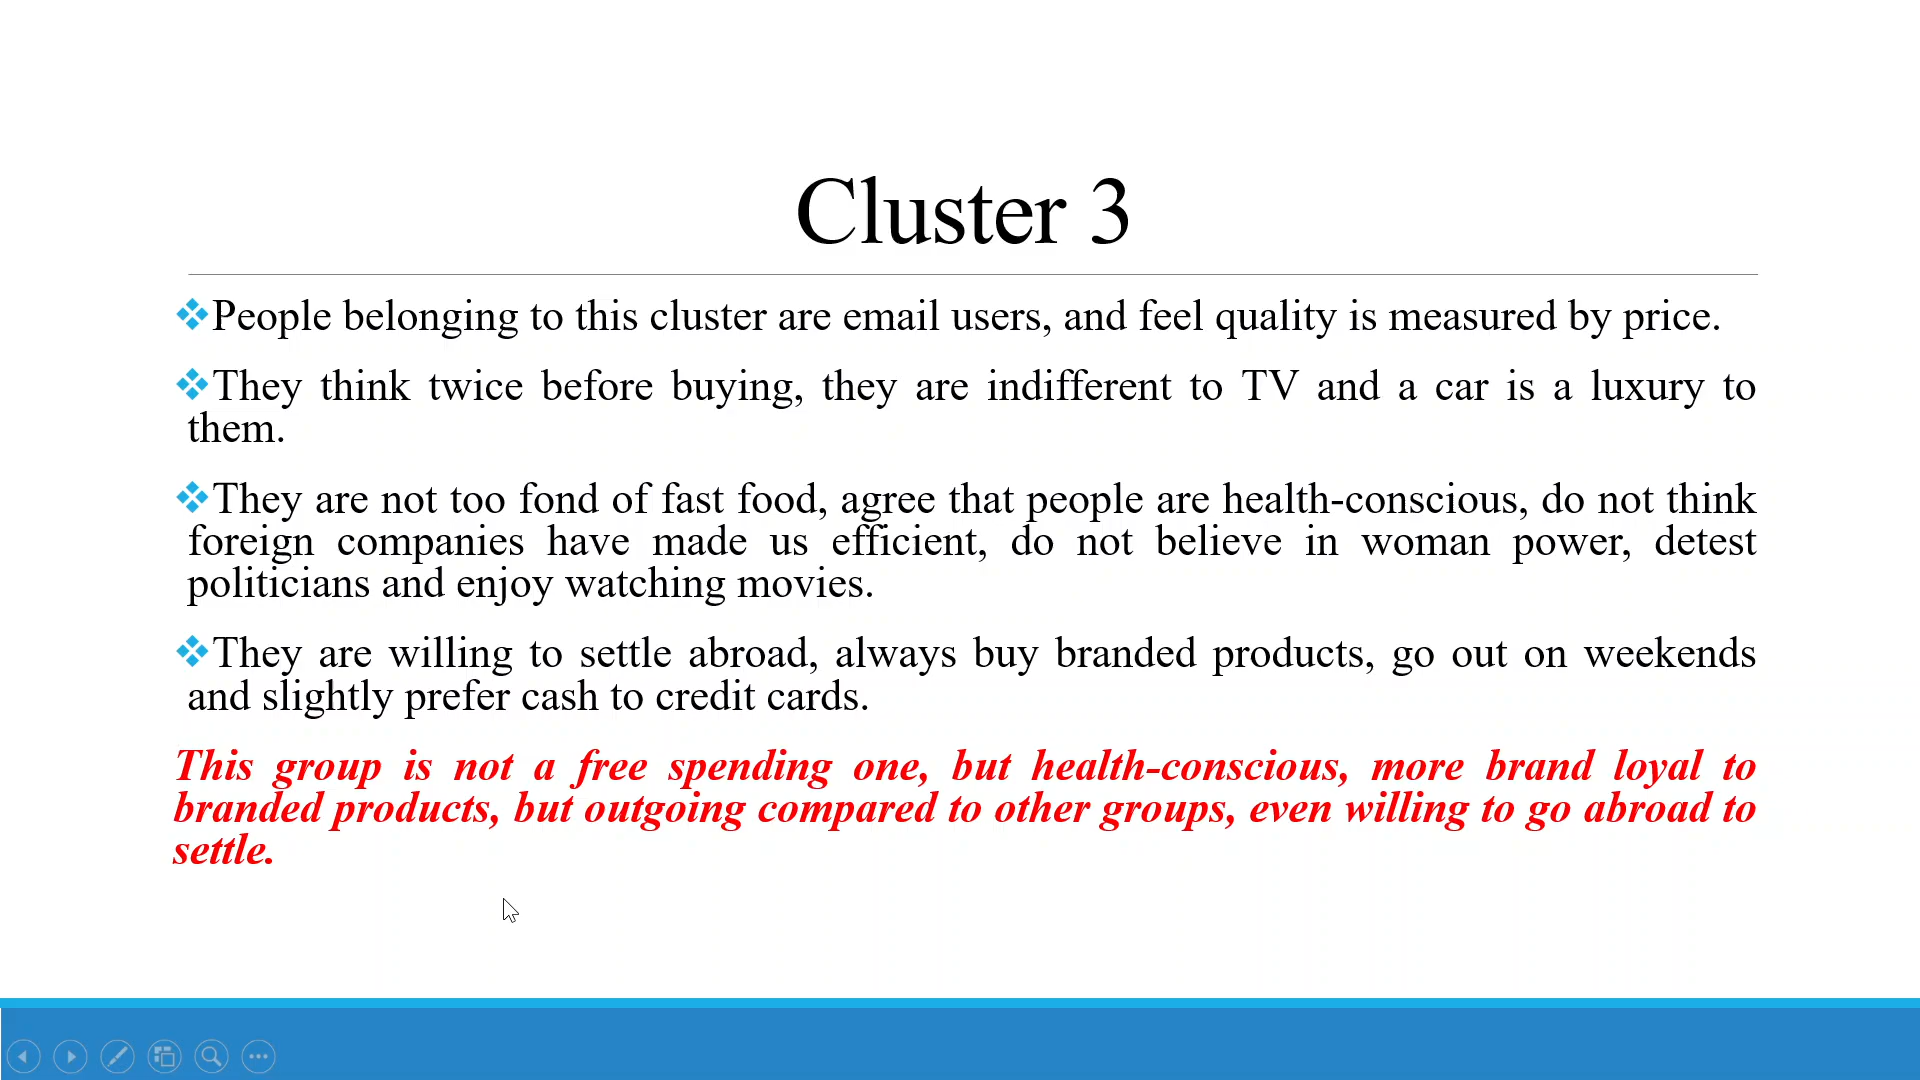 Cluster 3
People belonging to this cluster are email users, and feel quality is measured by price.
They think twice before buying, they are indifferent to TV and a car is a luxury to
them.
They are not too fond of fast food, agree that people are health-conscious, do not think
foreign companies have made us efficient, do not believe in woman power, detest
politicians and enjoy watching movies.
They are willing to settle abroad, always buy branded products, go out on weekends
and slightly prefer cash to credit cards.
This group is not a free spending one, but health-conscious, more brand loyal to
branded products, but outgoing compared to other groups, even willing to go abroad to
settle.